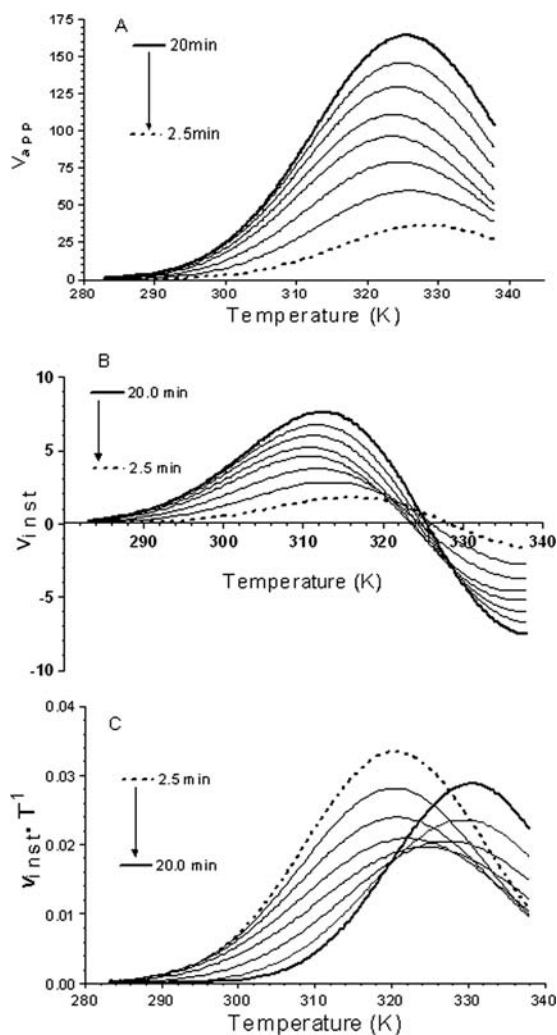 A
20min
2.5min
V app
175
150
125
100
75
50
25
0
280 290 300 310 320 330 340
Temperature (K)
B
20.0 min
2.5 min
V inst
10
5
0
-5
-10
290 300 310 320 330 340
Temperature (K)
C
2.5 min
20.0 min
v inst• T-1
0.04
0.03
0.02
0.01
0.00
280 290 300 310 320 330 340
Temperature (K)